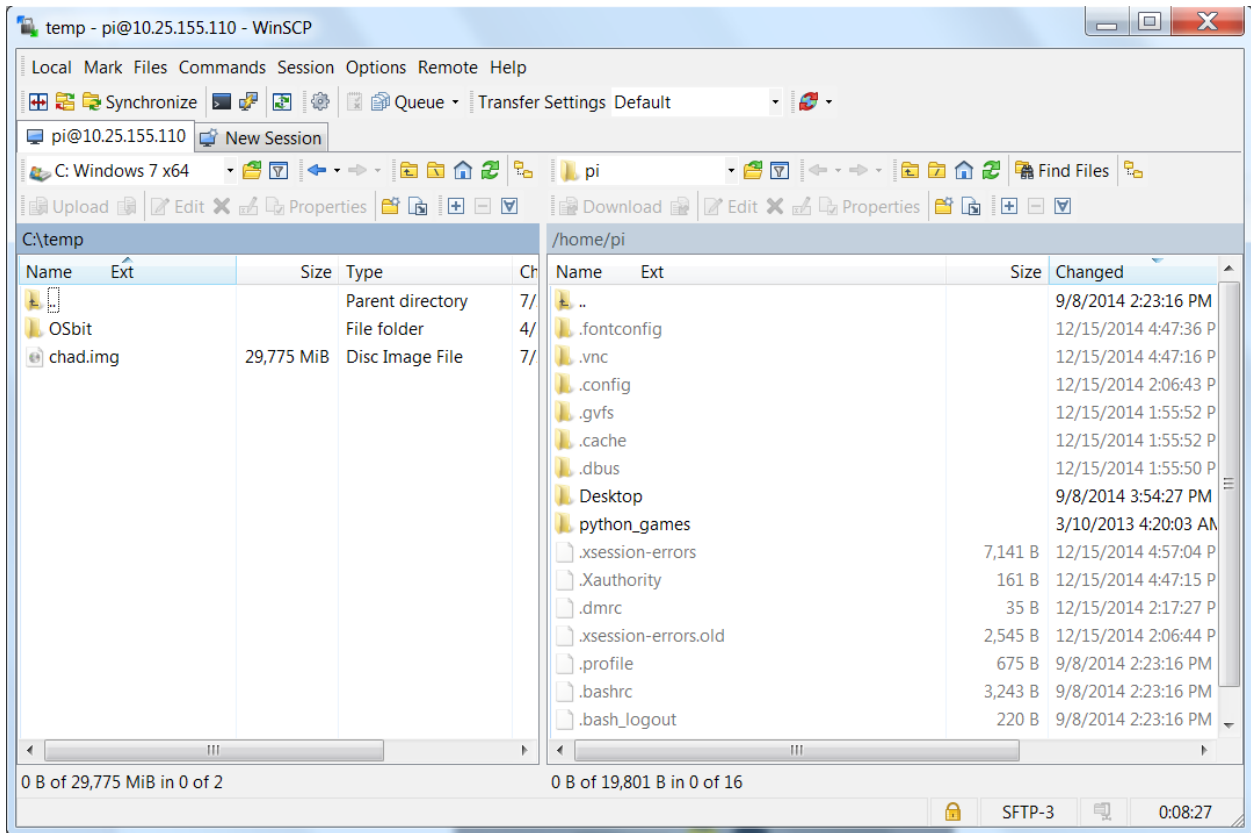 temp - pi@10.25.155.110 - WinSCP
Local Mark Files Commands Session Options Remote Help
Synchronize Queue Transfer Settings Default
pi@10.25.155.110 New Session
C: Windows 7 x64 pi Find Files
Upload Edit Properties Download Edit Properties
C:\temp /home/pi
Name Ext Size Type Ch Name Ext Size Changed
.. Parent directory 7/ .. 9/8/2014 2:23:16 PM
OSbit File folder 4/ .fontconfig 12/15/2014 4:47:36 P
chad.img 29,775 MiB Disc Image File 7/ .vnc 12/15/2014 4:47:16 P
.config 12/15/2014 2:06:43 P
.gvfs 12/15/2014 1:55:52 P
.cache 12/15/2014 1:55:52 P
.dbus 12/15/2014 1:55:50 P
Desktop 9/8/2014 3:54:27 PM
python_games 3/10/2013 4:20:03 AM
.xsession-errors 7,141 B 12/15/2014 4:57:04 P
.Xauthority 161 B 12/15/2014 4:47:15 P
.dmrc 35 B 12/15/2014 2:17:27 P
.xsession-errors.old 2,545 B 12/15/2014 2:06:44 P
.profile 675 B 9/8/2014 2:23:16 PM
.bashrc 3,243 B 9/8/2014 2:23:16 PM
.bash_logout 220 B 9/8/2014 2:23:16 PM
0 B of 29,775 MiB in 0 of 2 0 B of 19,801 B in 0 of 16
SFTP-3 0:08:27